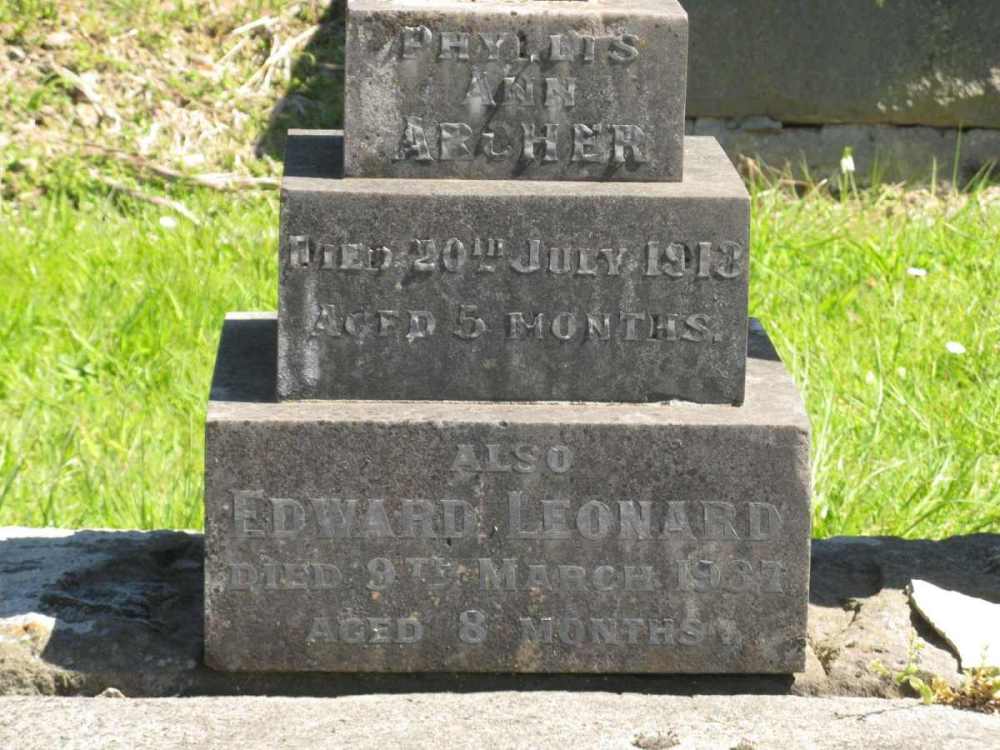 PHYLLIS
ANN
ARCHER
DIED 20TH JULY 1913
AGED 5 MONTHS.
ALSO
EDWARD LEONARD
DIED 9TH MARCH 1937
AGED 8 MONTHS.